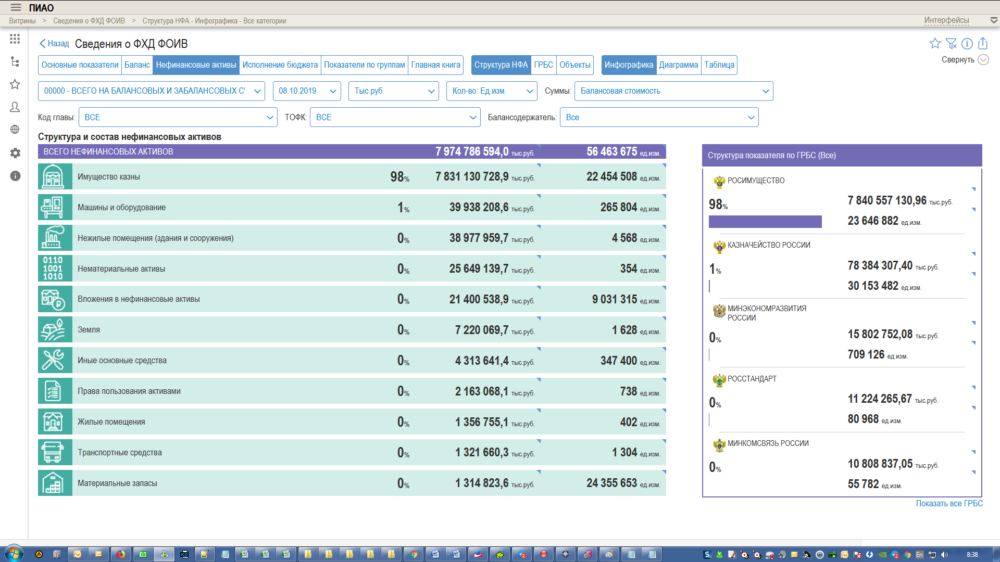 ПИАО
Витрины > Сведения о ФХД ФОИВ > Структура НФА - Инфографика - Все категории
Интерфейсы
Назад Сведения о ФХД ФОИВ
Свернуть
Основные показатели Баланс Нефинансовые активы Исполнение бюджета Показатели по группам Главная книга Структура НФА ГРБС Объекты Инфографика Диаграмма Таблица
00000 - ВСЕГО НА БАЛАНСОВЫХ И ЗАБАЛАНСОВЫХ С 08.10.2019 Тыс.руб. Кол-во: Ед.изм. Суммы: Балансовая стоимость
Код главы: ВСЕ ТОФК: ВСЕ Балансодержатель: Все
Структура и состав нефинансовых активов
ВСЕГО НЕФИНАНСОВЫХ АКТИВОВ 7 974 786 594,0 тыс.руб. 56 463 675 ед.изм.
Имущество казны 98% 7 831 130 728,9 тыс.руб. 22 454 508 ед.изм.
Машины и оборудование 1% 39 938 208,6 тыс.руб. 265 804 ед.изм.
Нежилые помещения (здания и сооружения) 0% 38 977 959,7 тыс.руб. 4 568 ед.изм.
0110
1001
1010
Нематериальные активы 0% 25 649 139,7 тыс.руб. 354 ед.изм.
Вложения в нефинансовые активы 0% 21 400 538,9 тыс.руб. 9 031 315 ед.изм.
Земля 0% 7 220 069,7 тыс.руб. 1 628 ед.изм.
Иные основные средства 0% 4 313 641,4 тыс.руб. 347 400 ед.изм.
Права пользования активами 0% 2 163 068,1 тыс.руб. 738 ед.изм.
Жилые помещения 0% 1 356 755,1 тыс.руб. 402 ед.изм.
Транспортные средства 0% 1 321 660,3 тыс.руб. 1 304 ед.изм.
Материальные запасы 0% 1 314 823,6 тыс.руб. 24 355 653 ед.изм.
Структура показателя по ГРБС (Все)
РОСИМУЩЕСТВО
98% 7 840 557 130,96 тыс.руб.
23 646 882 ед.изм.
КАЗНАЧЕЙСТВО РОССИИ
1% 78 384 307,40 тыс.руб.
30 153 482 ед.изм.
МИНЭКОНОМРАЗВИТИЯ
РОССИИ
0% 15 802 752,08 тыс.руб.
709 126 ед.изм.
РОССТАНДАРТ
0% 11 224 265,67 тыс.руб.
80 968 ед.изм.
МИНКОМСВЯЗЬ РОССИИ
0% 10 808 837,05 тыс.руб.
55 782 ед.изм.
Показать все ГРБС
En 8:38